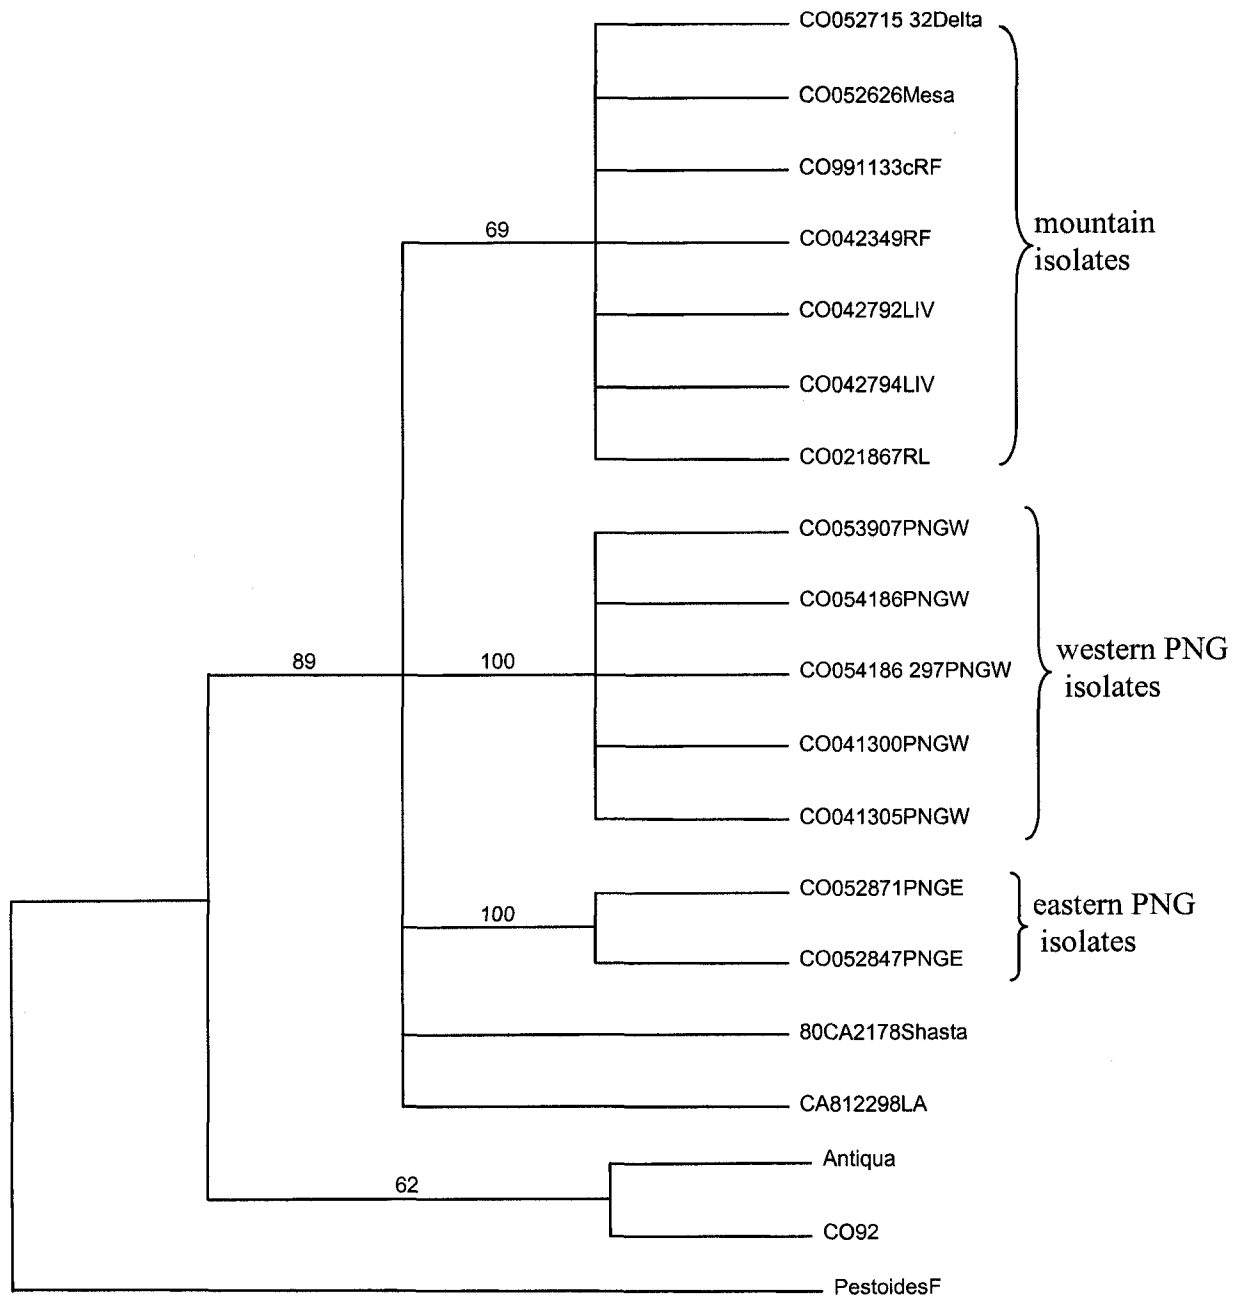 CO052715 32Delta
CO052626Mesa
CO991133cRF
69
CO042349RF
mountain
isolates
CO042792LIV
CO042794LIV
CO021867RL
CO053907PNGW
CO054186PNGW
89
100
CO054186 297PNGW
western PNG
isolates
CO041300PNGW
CO041305PNGW
CO052871PNGE
100
eastern PNG
isolates
CO052847PNGE
80CA2178Shasta
CA812298LA
Antiqua
62
CO92
PestoidesF